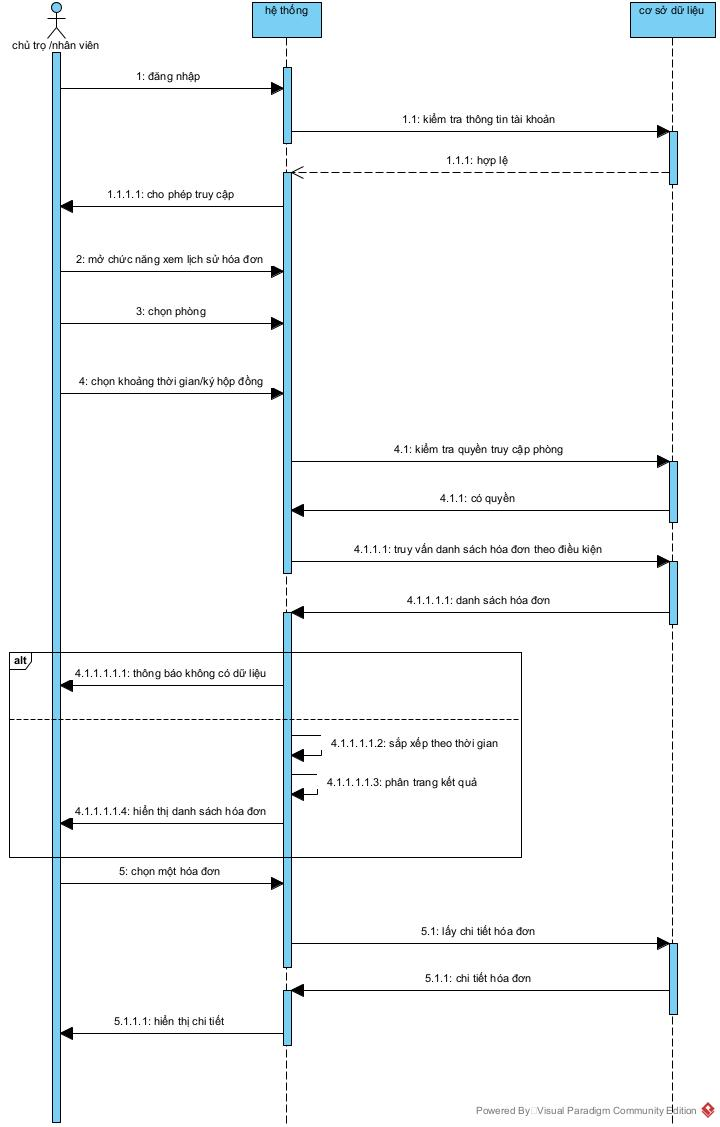 hệ thống
cơ sở dữ liệu
chủ trọ /nhân viên
1: đăng nhập
1.1: kiểm tra thông tin tài khoản
1.1.1: hợp lệ
1.1.1.1: cho phép truy cập
2: mở chức năng xem lịch sử hóa đơn
3: chọn phòng
4: chọn khoảng thời gian/ký hộp đồng
4.1: kiểm tra quyền truy cập phòng
4.1.1: có quyền
4.1.1.1: truy vấn danh sách hóa đơn theo điều kiện
4.1.1.1.1: danh sách hóa đơn
alt
4.1.1.1.1.1: thông báo không có dữ liệu
4.1.1.1.1.2: sắp xếp theo thời gian
4.1.1.1.1.3: phân trang kết quả
4.1.1.1.1.4: hiển thị danh sách hóa đơn
5: chọn một hóa đơn
5.1: lấy chi tiết hóa đơn
5.1.1: chi tiết hóa đơn
5.1.1.1: hiển thị chi tiết
Powered By Visual Paradigm Community Edition